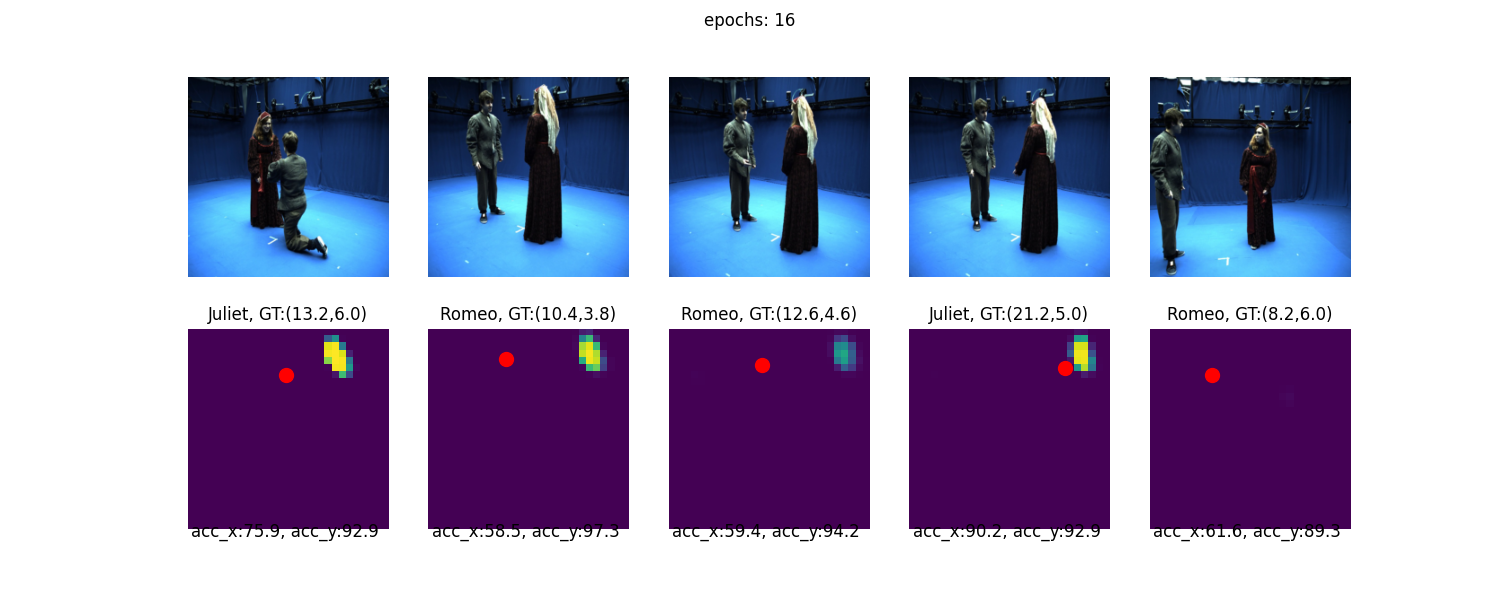 epochs: 16
Juliet, GT:(13.2,6.0)
Romeo, GT:(10.4,3.8)
Romeo, GT:(12.6,4.6)
Juliet, GT:(21.2,5.0)
Romeo, GT:(8.2,6.0)
acc_x:75.9, acc_y:92.9
acc_x:58.5, acc_y:97.3
acc_x:59.4, acc_y:94.2
acc_x:90.2, acc_y:92.9
acc_x:61.6, acc_y:89.3